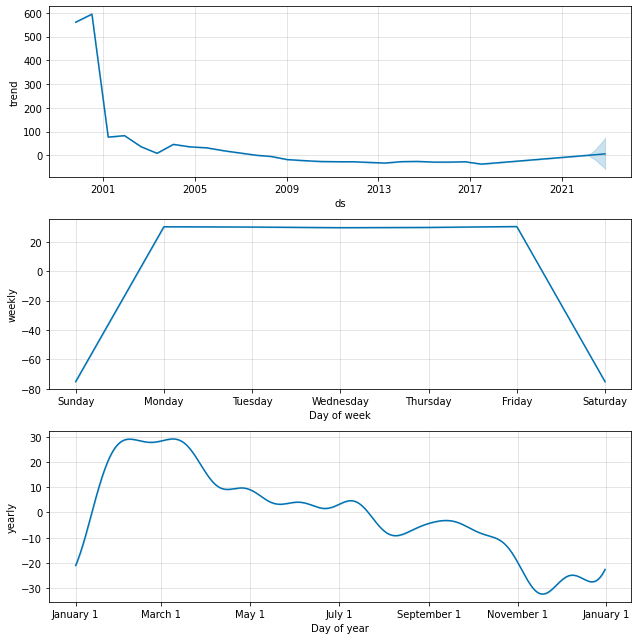 600
500
400
300
200
100
0
trend
2001 2005 2009 2013 2017 2021
ds
20
0
−20
−40
−60
−80
weekly
Sunday Monday Tuesday Wednesday Thursday Friday Saturday
Day of week
30
20
10
0
−10
−20
−30
yearly
January 1 March 1 May 1 July 1 September 1 November 1 January 1
Day of year